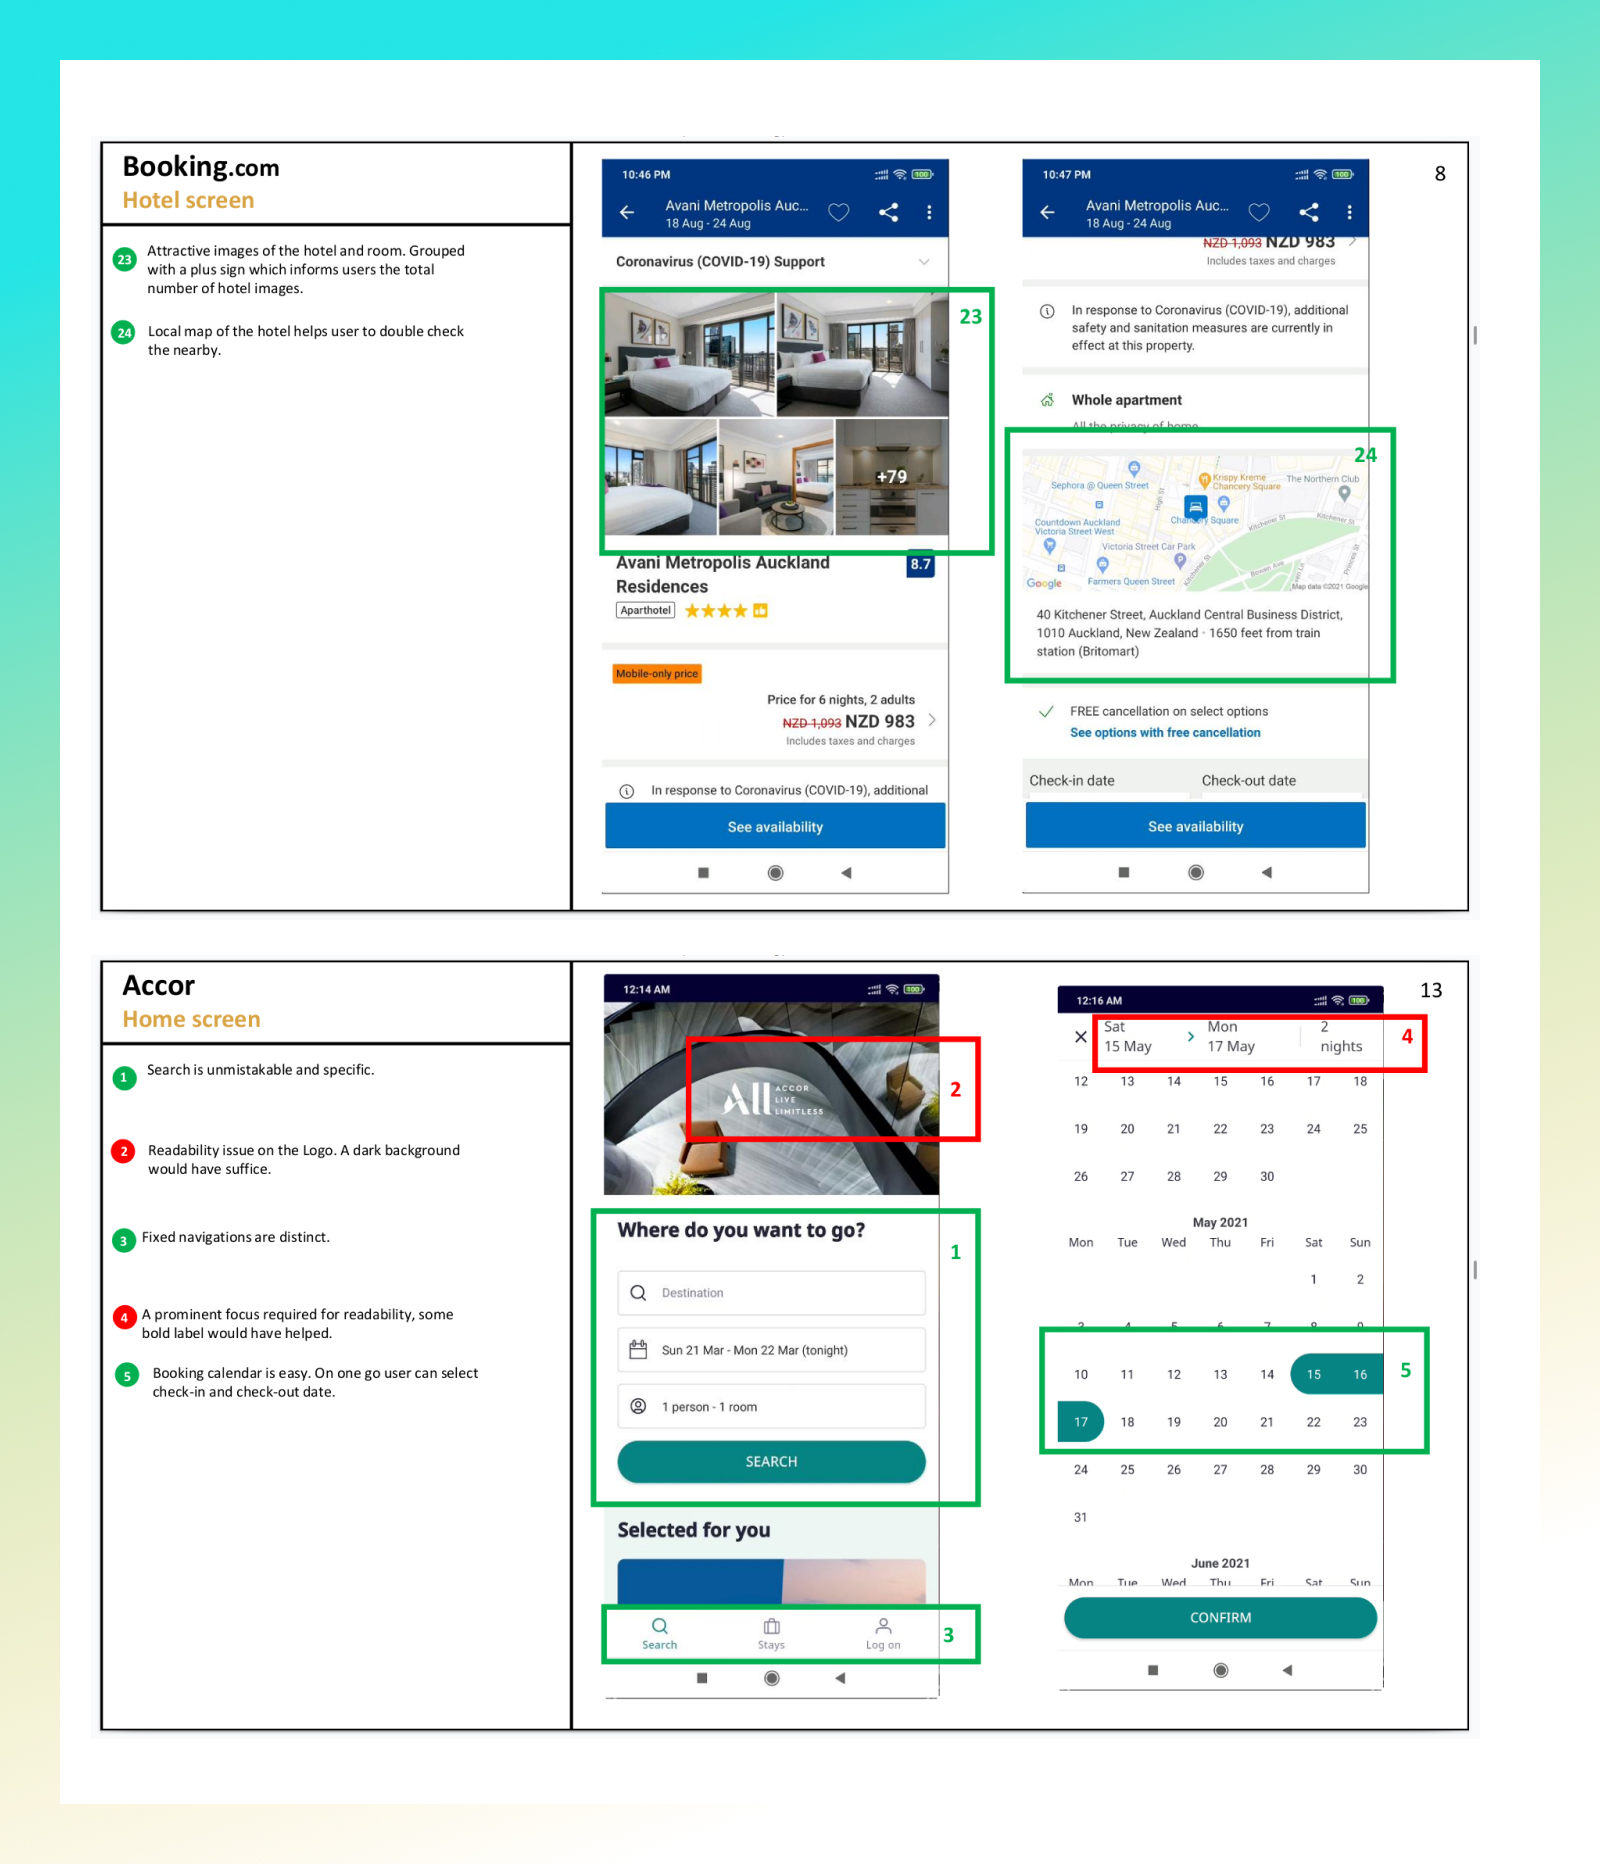 Booking.com
Hotel screen
23
Attractive images of the hotel and room. Grouped
with a plus sign which informs users the total
number of hotel images.
24
Local map of the hotel helps user to double check
the nearby.
10:46 PM
100
Avani Metropolis Auc...
18 Aug - 24 Aug
Coronavirus (COVID-19) Support
23
+79
Avani Metropolis Auckland
Residences
8.7
Aparthotel
Mobile-only price
Price for 6 nights, 2 adults
NZD 1,093 NZD 983
Includes taxes and charges
In response to Coronavirus (COVID-19), additional
See availability
8
10:47 PM
100
Avani Metropolis Auc...
18 Aug - 24 Aug
NZD 1,093 NZD 983
Includes taxes and charges
In response to Coronavirus (COVID-19), additional
safety and sanitation measures are currently in
effect at this property.
Whole apartment
All the privacy of home
24
Sephora @ Queen Street
High St
Krispy Kreme
Chancery Square
The Northern Club
Countdown Auckland
Victoria Street West
Chancery Square
Kitchener St
Kitchener St
Victoria Street Car Park
Kitchener St
Bowen Ave
Princes St
Google
Farmers Queen Street
Map data ©2021 Google
40 Kitchener Street, Auckland Central Business District,
1010 Auckland, New Zealand · 1650 feet from train
station (Britomart)
FREE cancellation on select options
See options with free cancellation
Check-in date
Check-out date
See availability
Accor
Home screen
1
Search is unmistakable and specific.
2
Readability issue on the Logo. A dark background
would have suffice.
3
Fixed navigations are distinct.
4
A prominent focus required for readability, some
bold label would have helped.
5
Booking calendar is easy. On one go user can select
check-in and check-out date.
12:14 AM
100
ALL ACCOR
LIVE
LIMITLESS
2
Where do you want to go?
1
Destination
Sun 21 Mar - Mon 22 Mar (tonight)
1 person - 1 room
SEARCH
Selected for you
Search
Stays
Log on
3
13
12:16 AM
100
Sat
15 May
Mon
17 May
2
nights
4
12 13 14 15 16 17 18
19 20 21 22 23 24 25
26 27 28 29 30
May 2021
Mon Tue Wed Thu Fri Sat Sun
1 2
3 4 5 6 7 8 9
10 11 12 13 14 15 16
5
17 18 19 20 21 22 23
24 25 26 27 28 29 30
31
June 2021
Mon Tue Wed Thu Fri Sat Sun
CONFIRM